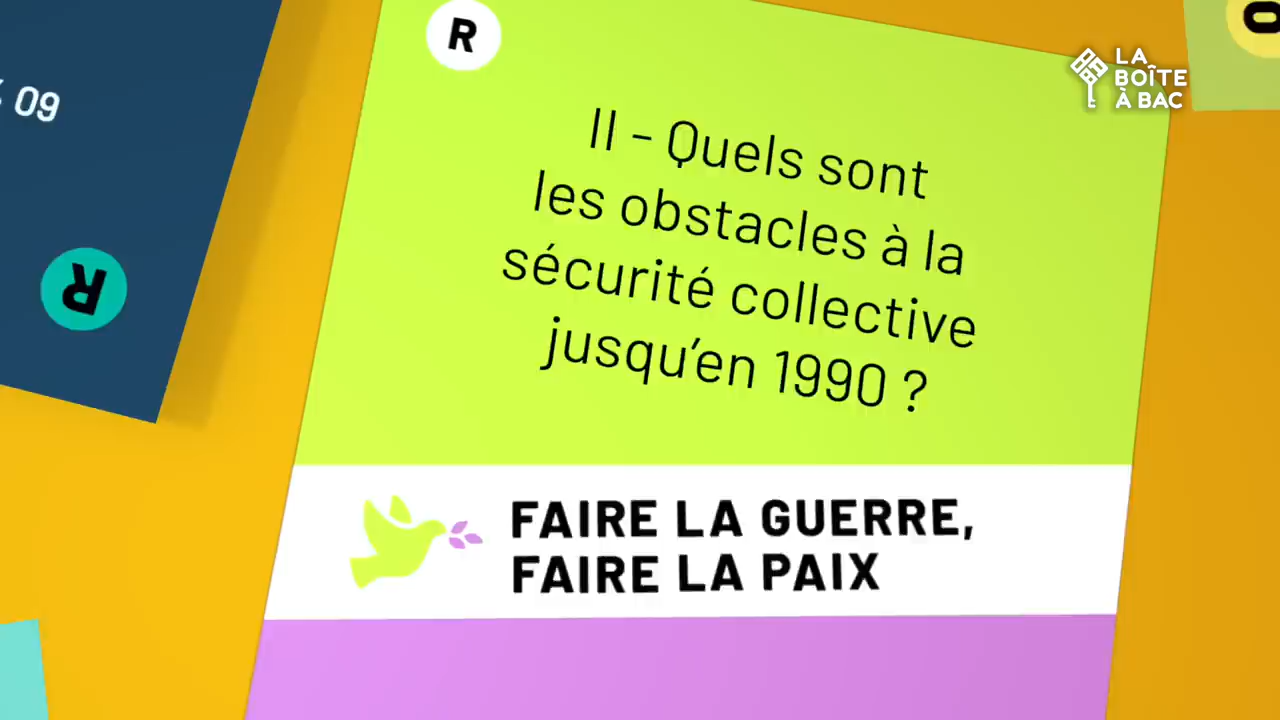 R
II - Quels sont
les obstacles à la
sécurité collective
jusqu'en 1990 ?
FAIRE LA GUERRE,
FAIRE LA PAIX
LA
BOÎTE
À BAC
09
R
O